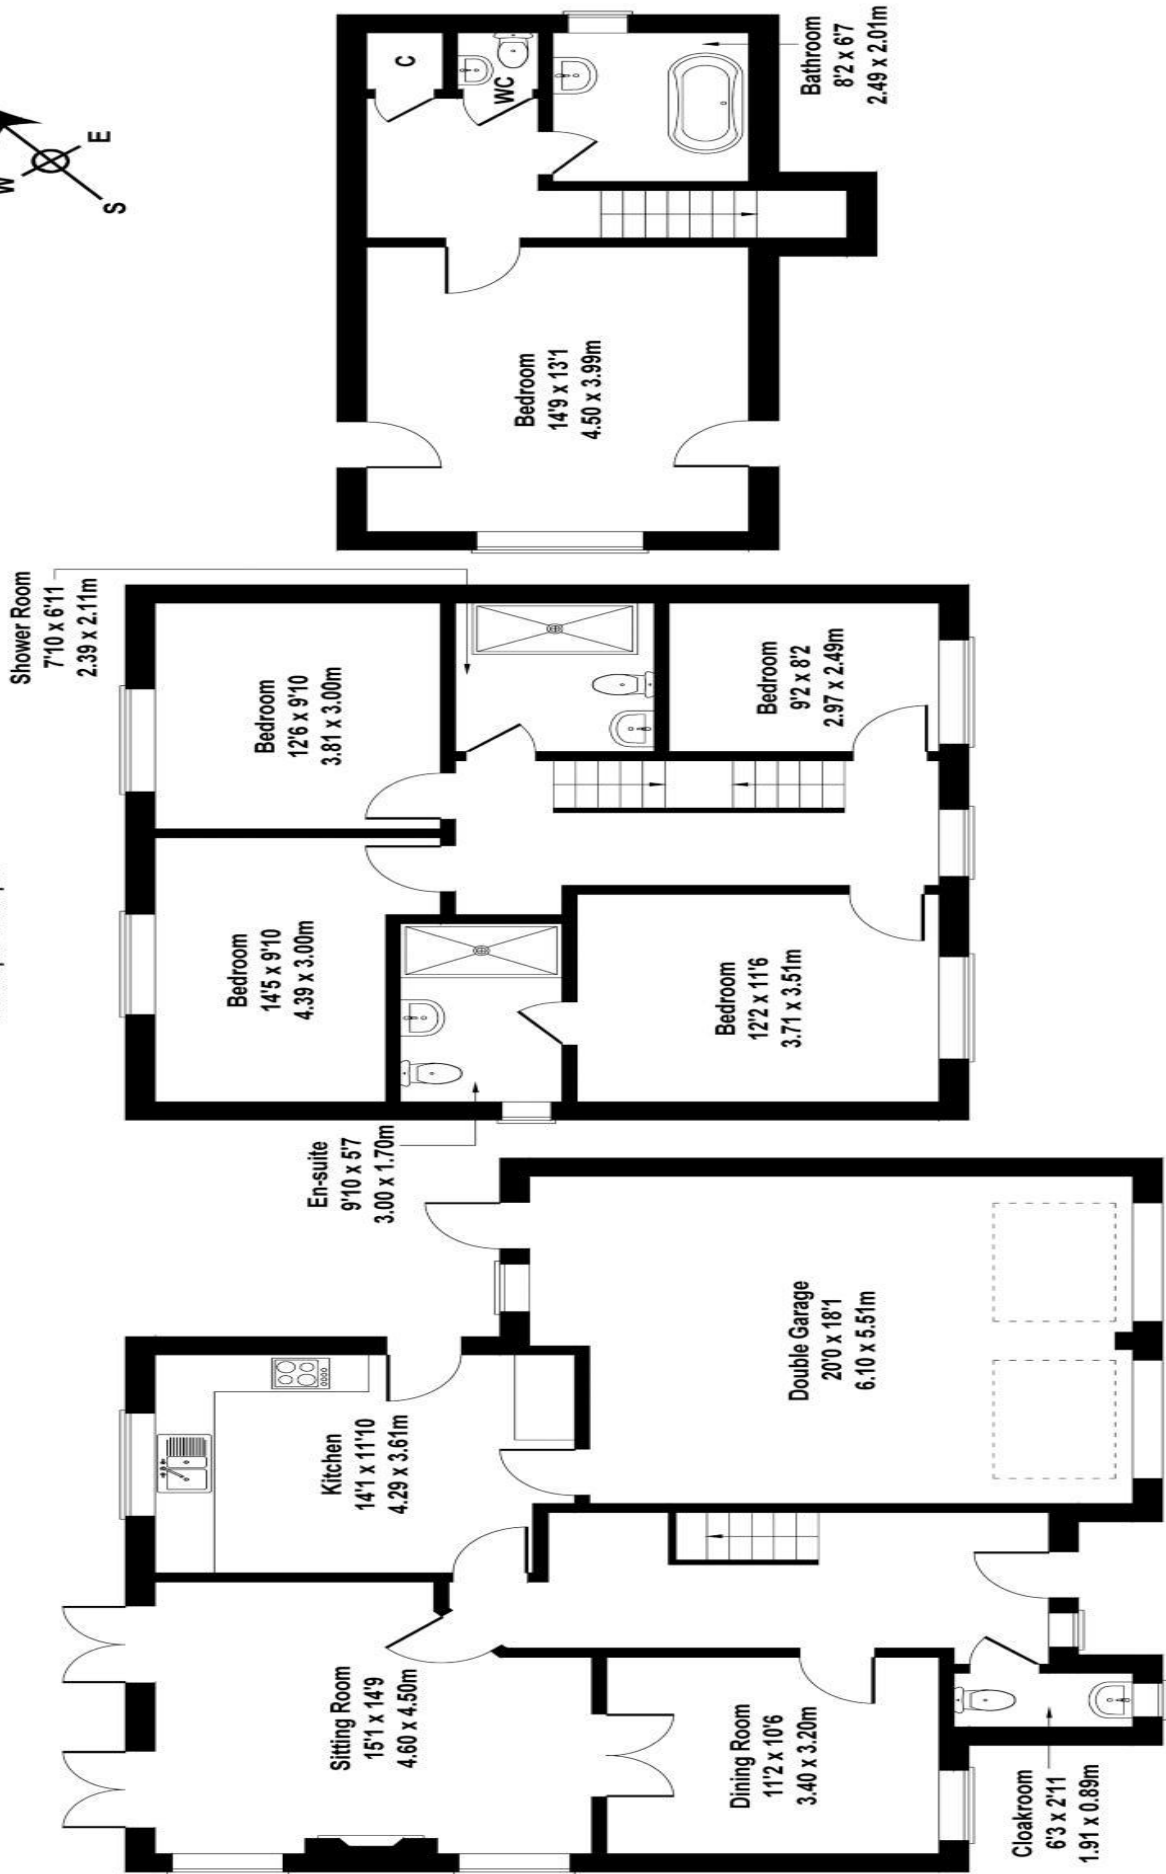 W
E
S
C
WC
Bathroom
8'2 x 6'7
2.49 x 2.01m
Bedroom
14'9 x 13'1
4.50 x 3.99m
Shower Room
7'10 x 6'11
2.39 x 2.11m
Bedroom
12'6 x 9'10
3.81 x 3.00m
Bedroom
9'2 x 8'2
2.97 x 2.49m
Bedroom
14'5 x 9'10
4.39 x 3.00m
Bedroom
12'2 x 11'6
3.71 x 3.51m
En-suite
9'10 x 5'7
3.00 x 1.70m
Kitchen
14'1 x 11'10
4.29 x 3.61m
Double Garage
20'0 x 18'1
6.10 x 5.51m
Sitting Room
15'1 x 14'9
4.60 x 4.50m
Dining Room
11'2 x 10'6
3.40 x 3.20m
Cloakroom
6'3 x 2'11
1.91 x 0.89m